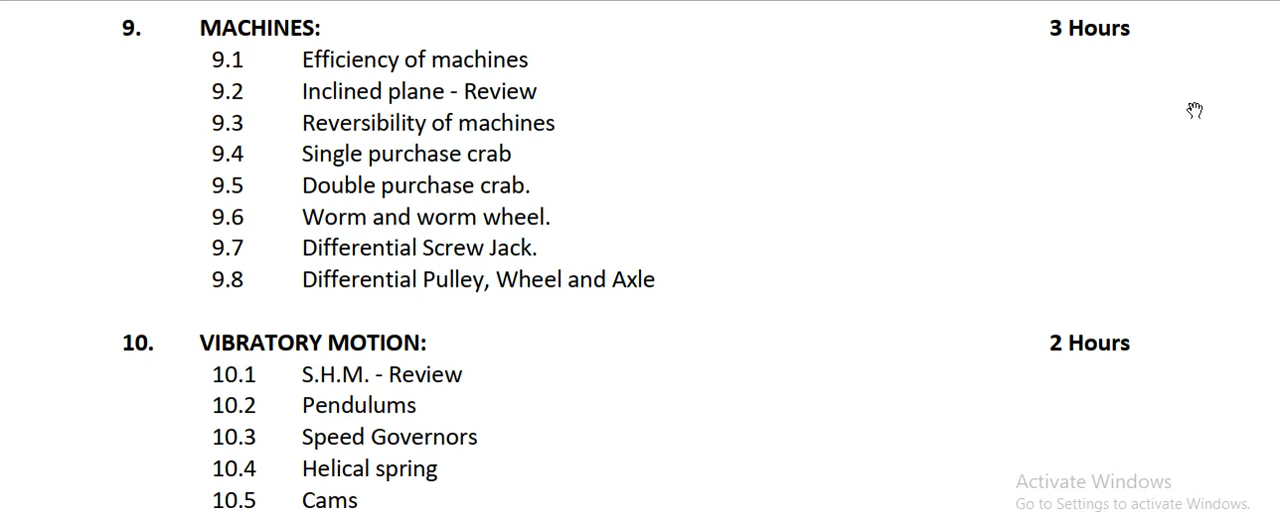 9. MACHINES: 3 Hours
9.1 Efficiency of machines
9.2 Inclined plane - Review
9.3 Reversibility of machines
9.4 Single purchase crab
9.5 Double purchase crab.
9.6 Worm and worm wheel.
9.7 Differential Screw Jack.
9.8 Differential Pulley, Wheel and Axle
10. VIBRATORY MOTION: 2 Hours
10.1 S.H.M. - Review
10.2 Pendulums
10.3 Speed Governors
10.4 Helical spring
10.5 Cams
Activate Windows
Go to Settings to activate Windows.